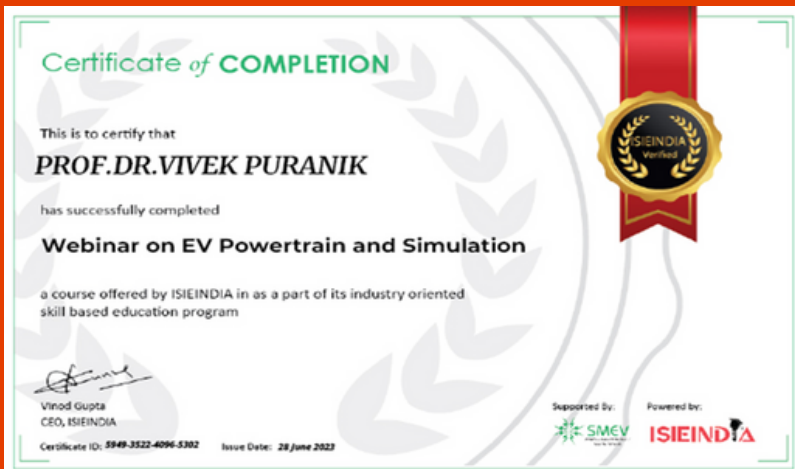 Certificate of COMPLETION
This is to certify that
PROF.DR.VIVEK PURANIK
has successfully completed
Webinar on EV Powertrain and Simulation
a course offered by ISIEINDIA in as a part of its industry oriented
skill based education program
Vinod Gupta
CEO, ISIEINDIA
Certificate ID: 5949-3522-4096-5302 Issue Date: 28 June 2023
ISIEINDIA
Verified
Supported By: Powered by:
SMEV ISIEINDIA